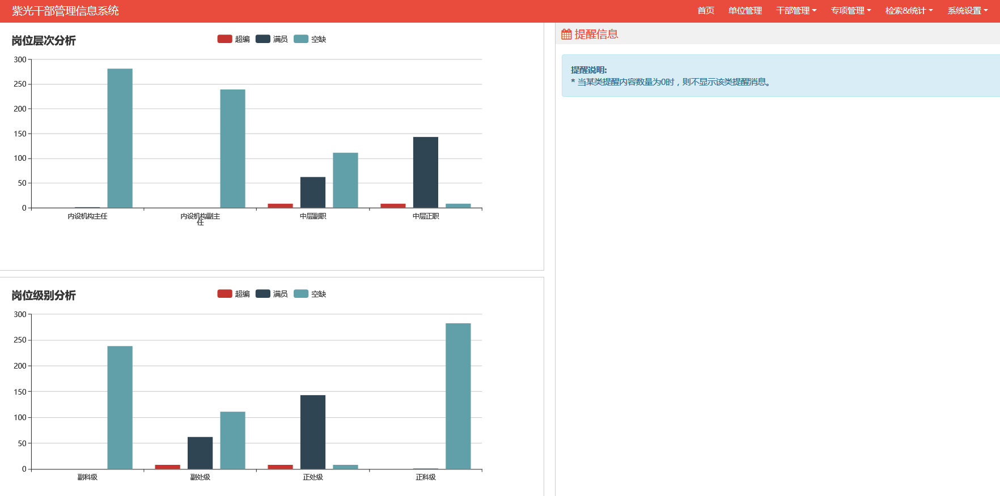 紫光干部管理信息系统
首页 单位管理 干部管理 专项管理 检索&统计 系统设置
岗位层次分析
超编 满员 空缺
300
250
200
150
100
50
0
内设机构主任 内设机构副主任 中层副职 中层正职
岗位级别分析
超编 满员 空缺
300
250
200
150
100
50
0
副科级 副处级 正处级 正科级
提醒信息
提醒说明:
* 当某类提醒内容数量为0时，则不显示该类提醒消息。